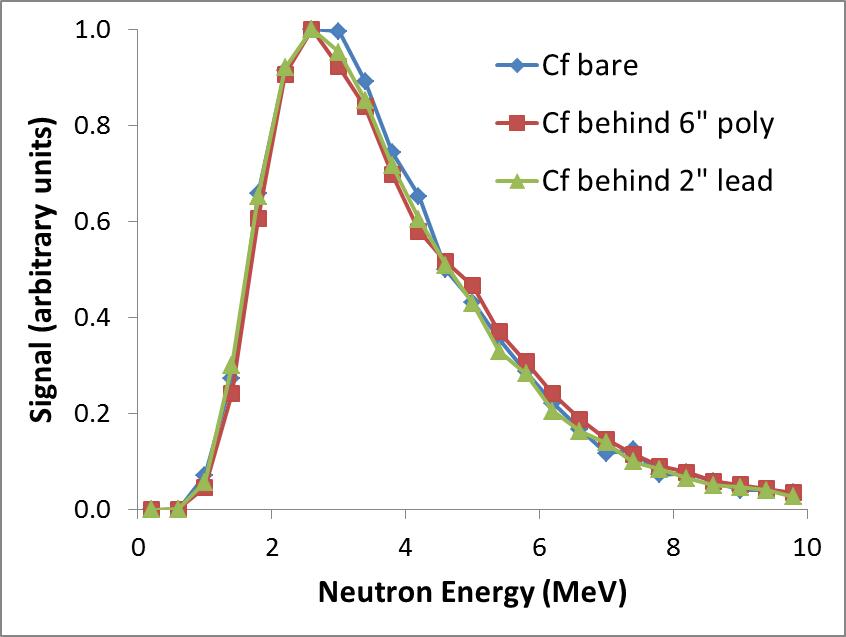 Signal (arbitrary units)
1.0
0.8
0.6
0.4
0.2
0.0
Cf bare
Cf behind 6" poly
Cf behind 2" lead
0 2 4 6 8 10
Neutron Energy (MeV)